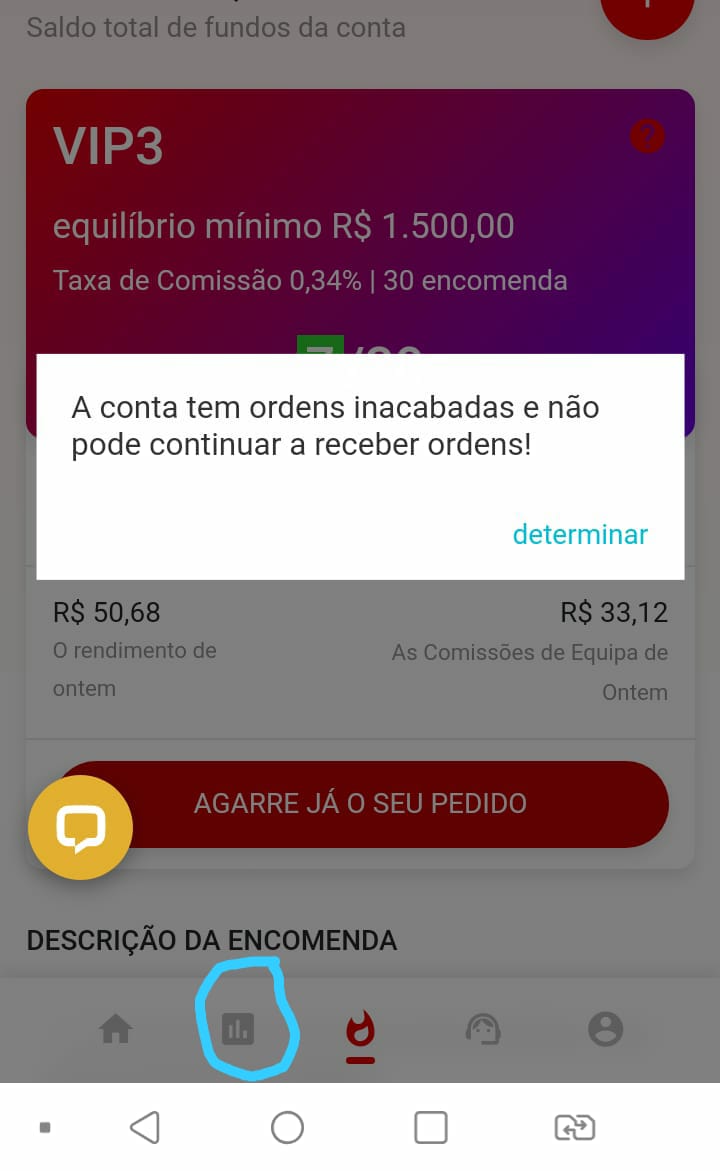 Saldo total de fundos da conta
VIP3
equilíbrio mínimo R$ 1.500,00
Taxa de Comissão 0,34% | 30 encomenda
A conta tem ordens inacabadas e não
pode continuar a receber ordens!
determinar
R$ 50,68
O rendimento de
ontem
R$ 33,12
As Comissões de Equipa de
Ontem
AGARRE JÁ O SEU PEDIDO
DESCRIÇÃO DA ENCOMENDA